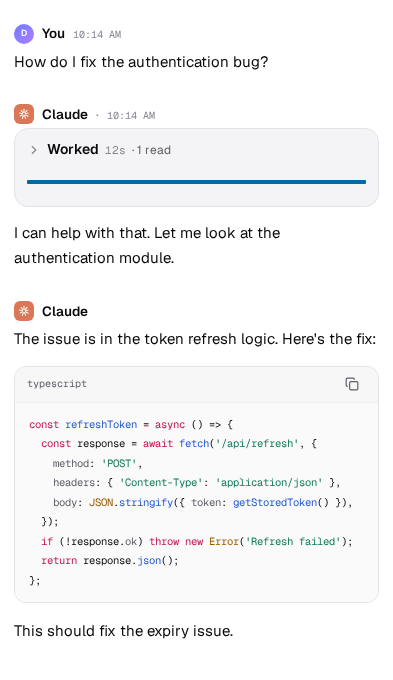 D You 10:14 AM
How do I fix the authentication bug?
Claude · 10:14 AM
Worked 12s · 1 read
I can help with that. Let me look at the
authentication module.
Claude
The issue is in the token refresh logic. Here's the fix:
typescript
const refreshToken = async () => {
  const response = await fetch('/api/refresh', {
    method: 'POST',
    headers: { 'Content-Type': 'application/json' },
    body: JSON.stringify({ token: getStoredToken() }),
  });
  if (!response.ok) throw new Error('Refresh failed');
  return response.json();
};
This should fix the expiry issue.